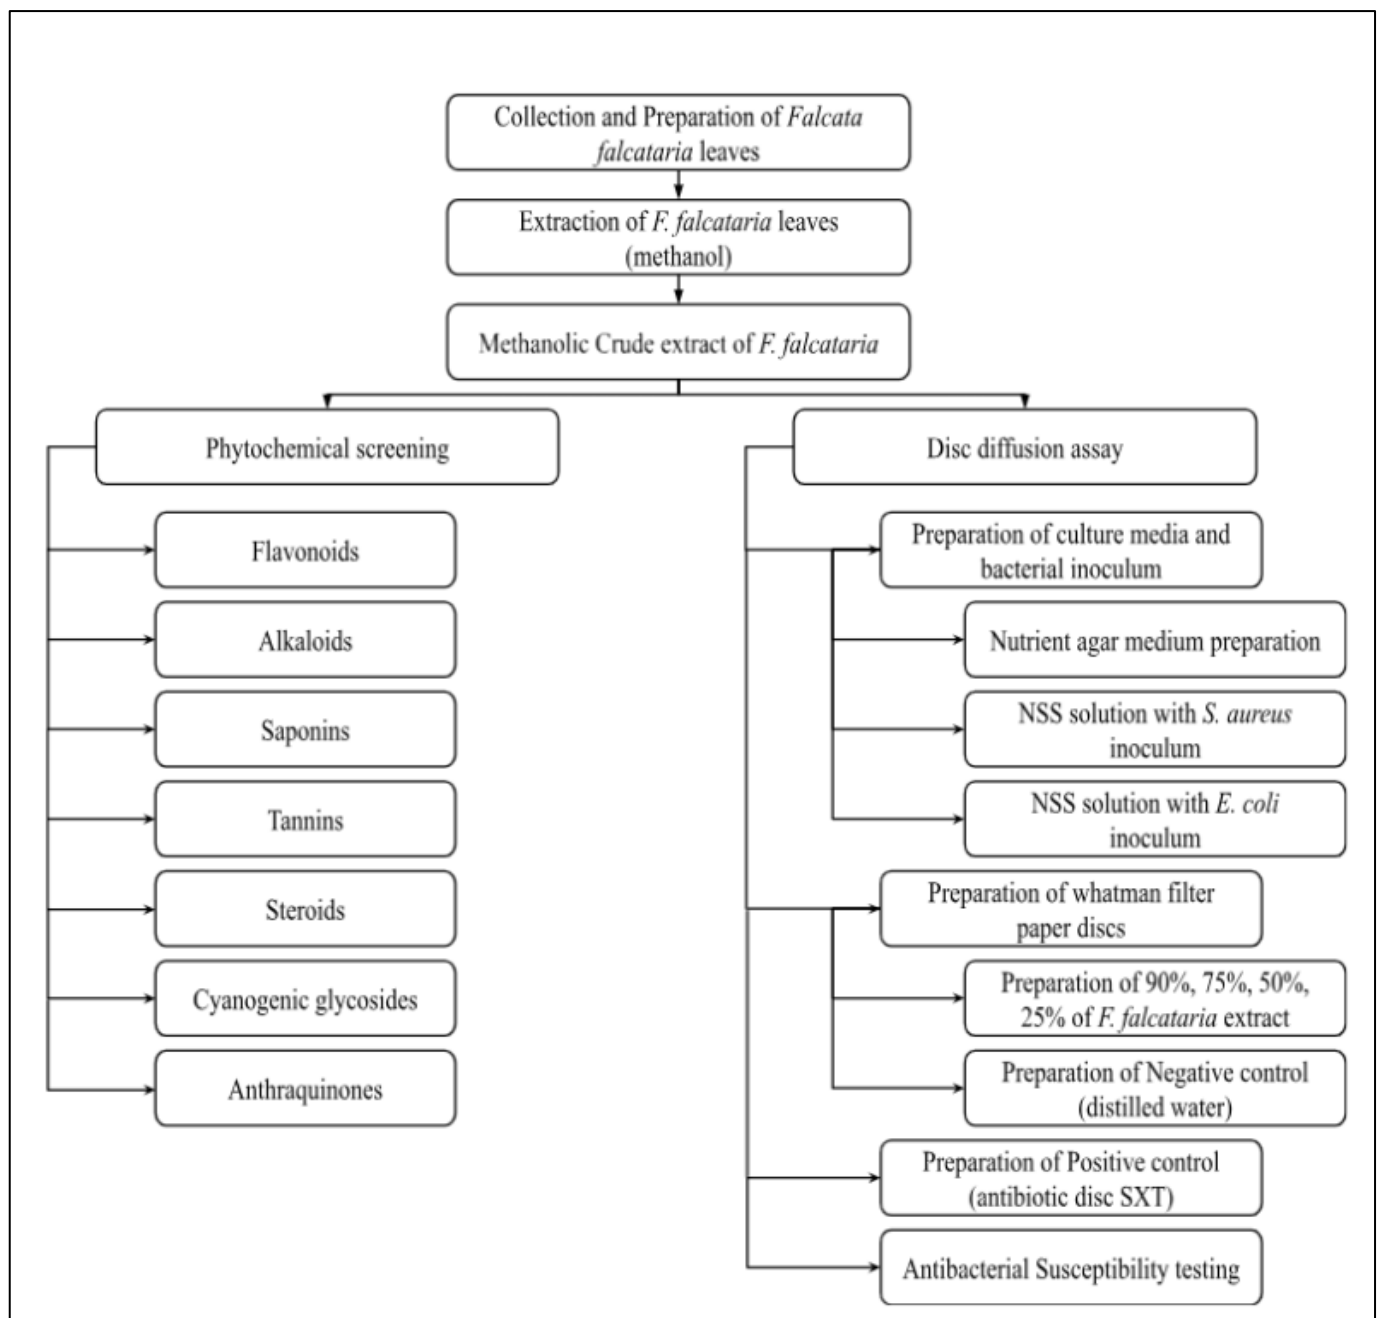 Collection and Preparation of Falcata
falcataria leaves
Extraction of F. falcataria leaves
(methanol)
Methanolic Crude extract of F. falcataria
Phytochemical screening
Flavonoids
Alkaloids
Saponins
Tannins
Steroids
Cyanogenic glycosides
Anthraquinones
Disc diffusion assay
Preparation of culture media and
bacterial inoculum
Nutrient agar medium preparation
NSS solution with S. aureus
inoculum
NSS solution with E. coli
inoculum
Preparation of whatman filter
paper discs
Preparation of 90%, 75%, 50%,
25% of F. falcataria extract
Preparation of Negative control
(distilled water)
Preparation of Positive control
(antibiotic disc SXT)
Antibacterial Susceptibility testing